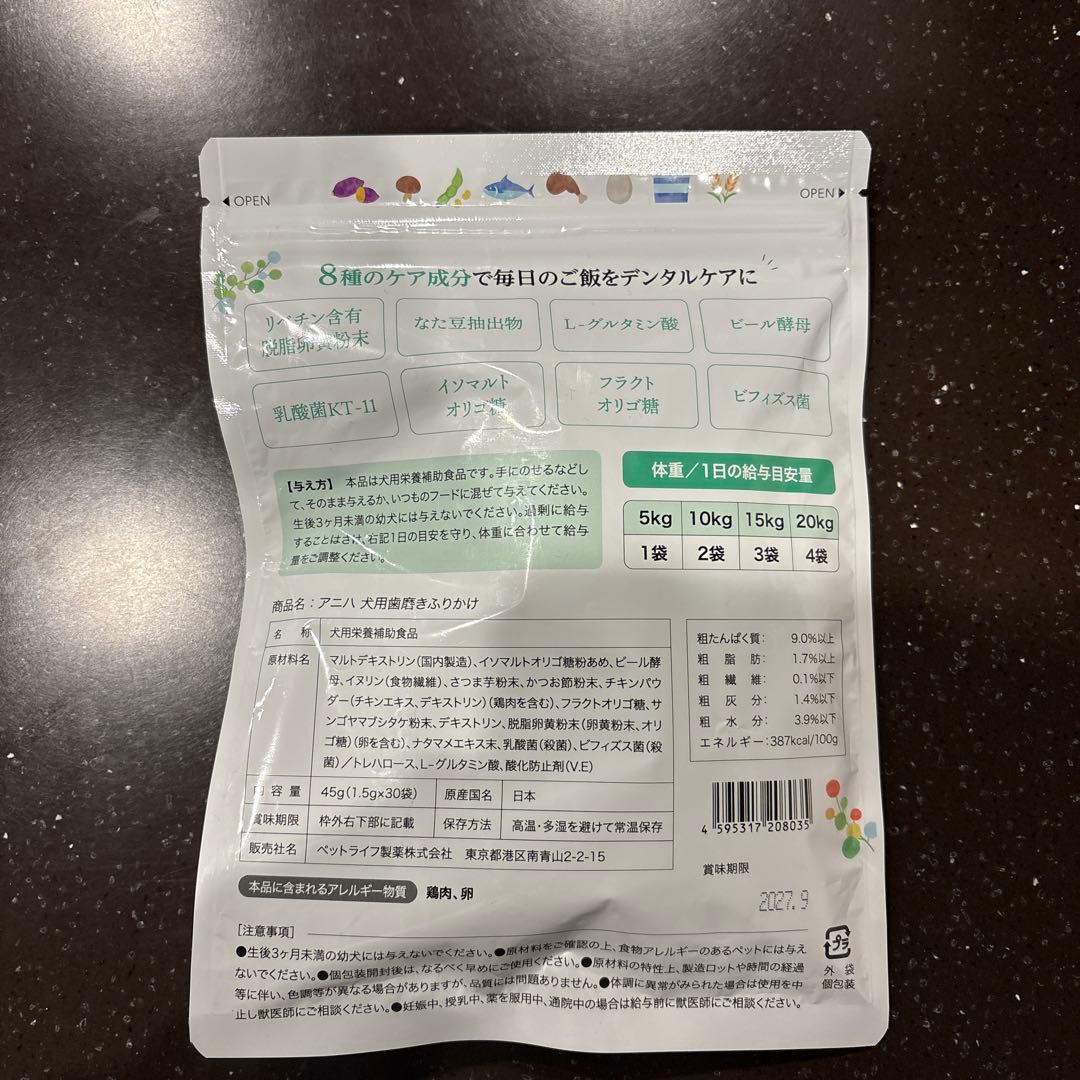 OPEN
OPEN
8種のケア成分で毎日のご飯をデンタルケアに
リベチン含有
脱脂卵黄粉末
なた豆抽出物
L-グルタミン酸
ビール酵母
乳酸菌KT-11
イソマルト
オリゴ糖
フラクト
オリゴ糖
ビフィズス菌
【与え方】 本品は犬用栄養補助食品です。手にのせるなどし
て、そのまま与えるか、いつものフードに混ぜて与えてください。
生後3ヶ月未満の幼犬には与えないでください。過剰に給与
することはさけ、右記1日の目安を守り、体重に合わせて給与
量をご調整ください。
体重/1日の給与目安量
5kg 10kg 15kg 20kg
1袋 2袋 3袋 4袋
商品名:アニハ 犬用歯磨きふりかけ
名称 犬用栄養補助食品
原材料名 マルトデキストリン(国内製造)、イソマルトオリゴ糖粉あめ、ビール酵
母、イヌリン(食物繊維)、さつま芋粉末、かつお節粉末、チキンパウ
ダー(チキンエキス、デキストリン)(鶏肉を含む)、フラクトオリゴ糖、サ
ンゴヤマブシタケ粉末、デキストリン、脱脂卵黄粉末(卵黄粉末、オリ
ゴ糖)(卵を含む)、ナタマメエキス末、乳酸菌(殺菌)、ビフィズス菌(殺
菌)/トレハロース、L-グルタミン酸、酸化防止剤(V.E)
内容量 45g(1.5g×30袋) 原産国名 日本
賞味期限 枠外右下部に記載 保存方法 高温・多湿を避けて常温保存
販売社名 ペットライフ製薬株式会社 東京都港区南青山2-2-15
粗たんぱく質: 9.0%以上
粗脂肪: 1.7%以上
粗繊維: 0.1%以下
粗灰分: 1.4%以下
粗水分: 3.9%以下
エネルギー:387kcal/100g
4 595317 208035
賞味期限
2027.9
本品に含まれるアレルギー物質 鶏肉、卵
[注意事項]
●生後3ヶ月未満の幼犬には与えないでください。●原材料をご確認の上、食物アレルギーのあるペットには与え
ないでください。●個包装開封後は、なるべく早めにご使用ください。●原材料の特性上、製造ロットや時間の経過
等に伴い、色調等が異なる場合がありますが、品質には問題ありません。●体調に異常がみられた場合は使用を中
止し獣医師にご相談ください。●妊娠中、授乳中、薬を服用中、通院中の場合は給与前に獣医師にご相談ください。
プラ
外袋
個包装